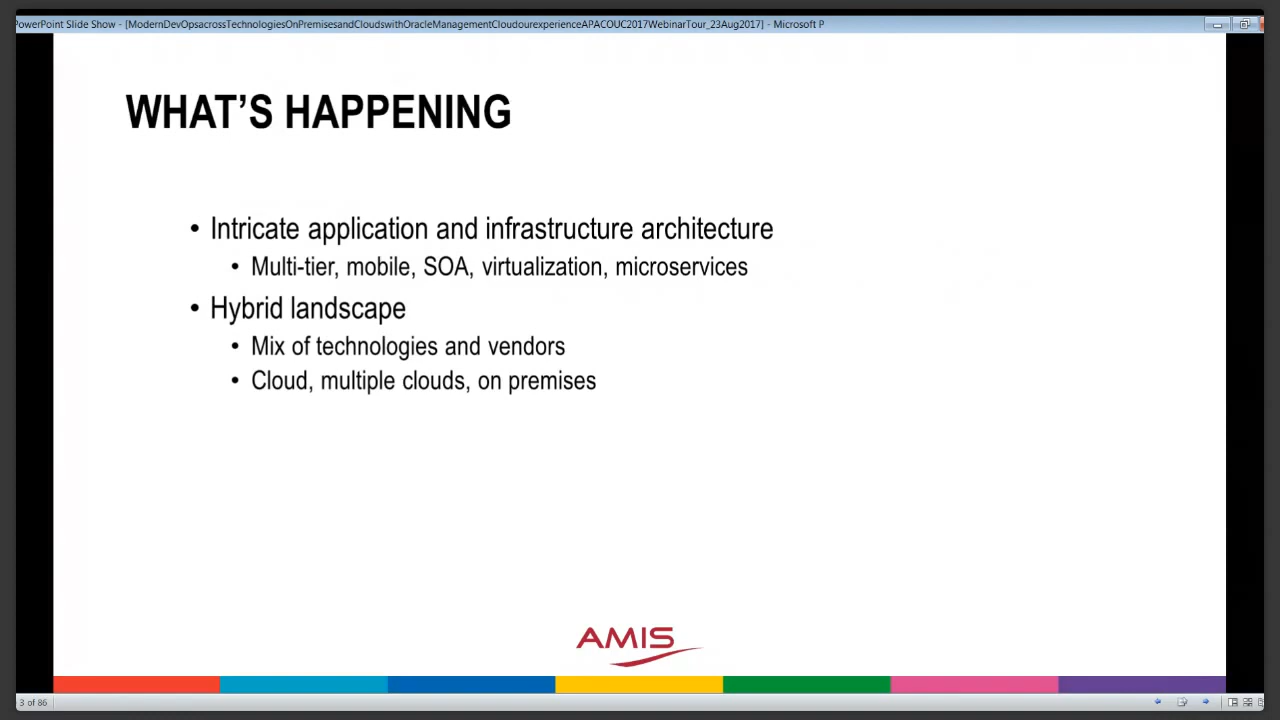 PowerPoint Slide Show - [ModernDevOpsacrossTechnologiesOnPremisesandCloudswithOracleManagementCloudourexperienceAPACOUC2017WebinarTour_23Aug2017] - Microsoft P
WHAT’S HAPPENING
• Intricate application and infrastructure architecture
• Multi-tier, mobile, SOA, virtualization, microservices
• Hybrid landscape
• Mix of technologies and vendors
• Cloud, multiple clouds, on premises
AMIS
3 of 86